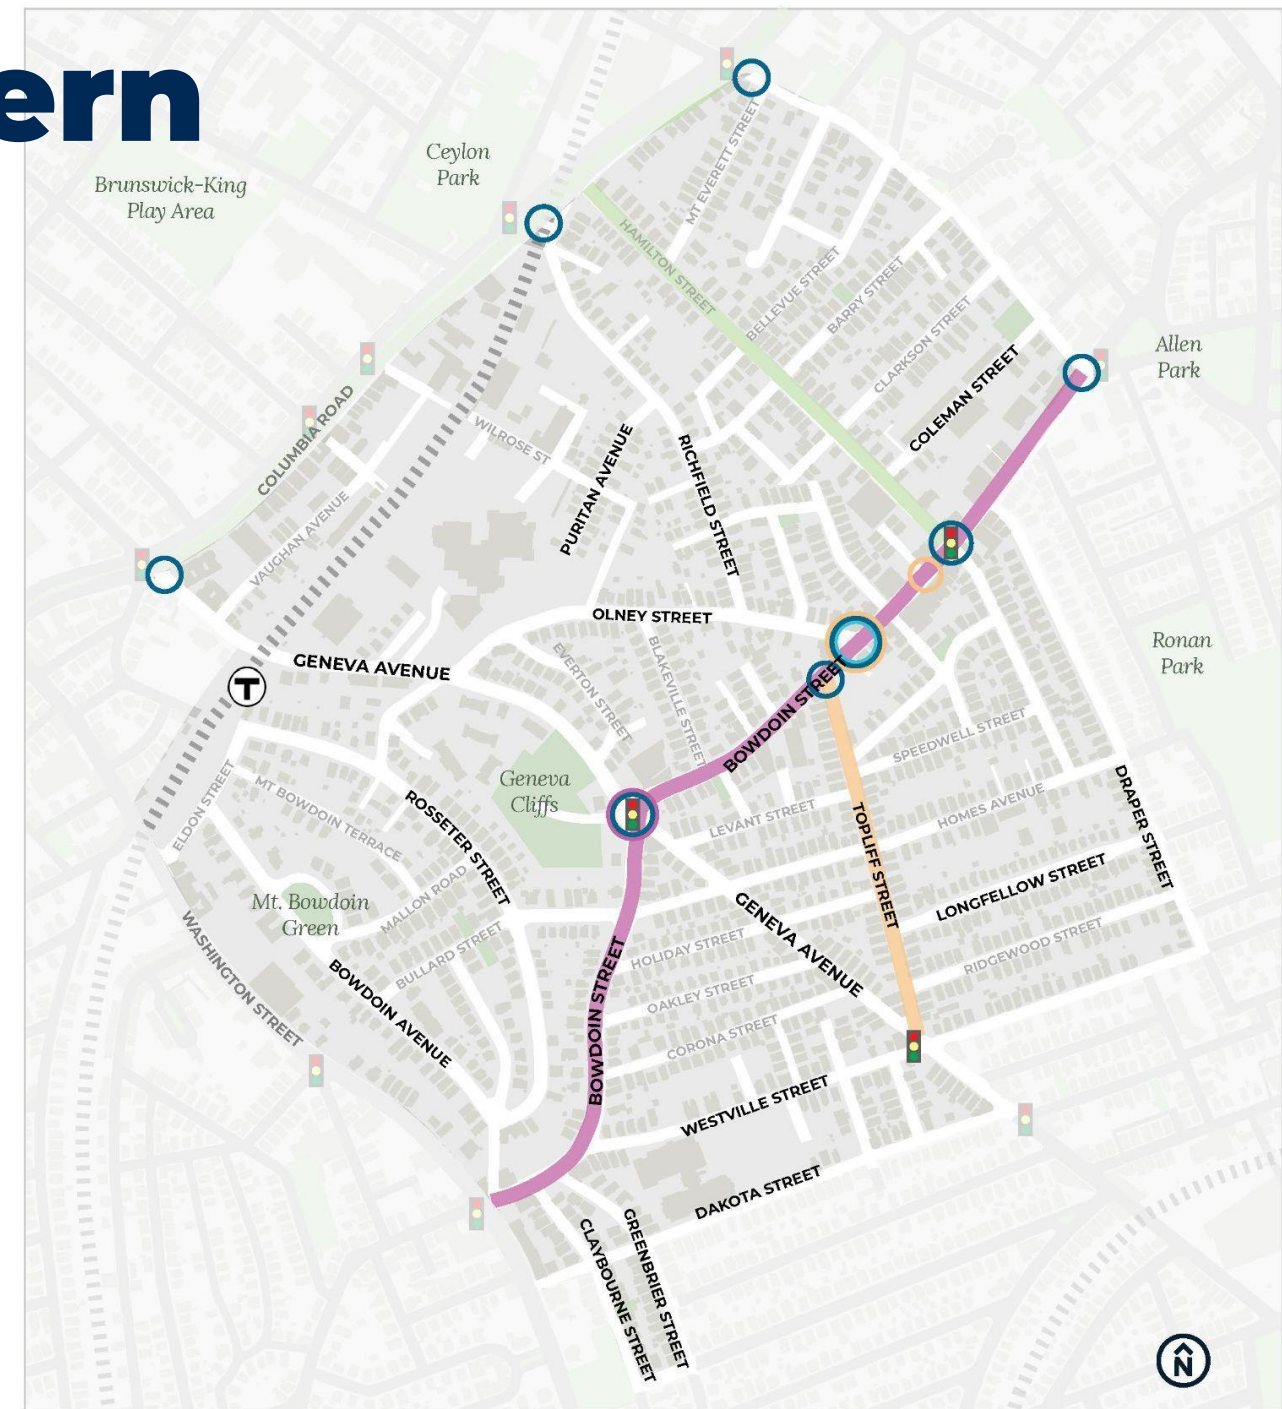 ern
Ceylon
Park
Brunswick-King
Play Area
MT EVERETT STREET
HAMILTON STREET
BELLEVUE STREET
BARRY STREET
CLARKSON STREET
COLEMAN STREET
Allen
Park
COLUMBIA ROAD
WILROSE ST
PURITAN AVENUE
RICHFIELD STREET
VAUGHAN AVENUE
OLNEY STREET
GENEVA AVENUE
T
EVERTON STREET
BLAKEVILLE STREET
BOWDOIN STREET
Ronan
Park
SPEEDWELL STREET
Geneva
Cliffs
ELDON STREET
MT BOWDOIN TERRACE
ROSSETER STREET
LEVANT STREET
TOPLIFF STREET
HOMES AVENUE
DRAPER STREET
Mt. Bowdoin
Green
MALLON ROAD
BULLARD STREET
LONGFELLOW STREET
GENEVA AVENUE
HOLIDAY STREET
RIDGEWOOD STREET
WASHINGTON STREET
BOWDOIN AVENUE
OAKLEY STREET
BOWDOIN STREET
CORONA STREET
WESTVILLE STREET
DAKOTA STREET
CLAYBOURNE STREET
GREENBRIER STREET
N